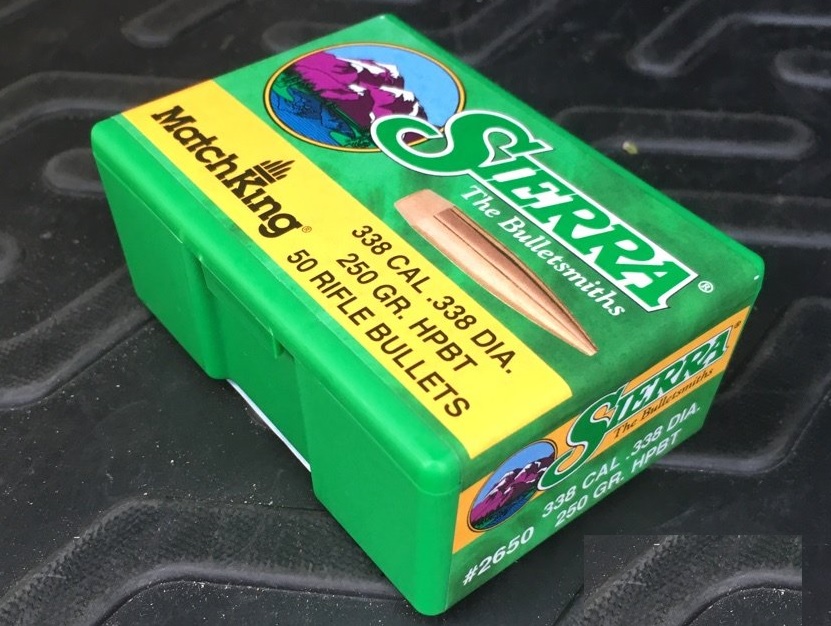 SIERRA®
The Bulletsmiths
MatchKing®
338 CAL .338 DIA.
250 GR. HPBT
50 RIFLE BULLETS
SIERRA®
The Bulletsmiths
338 CAL .338 DIA.
250 GR. HPBT
#2650